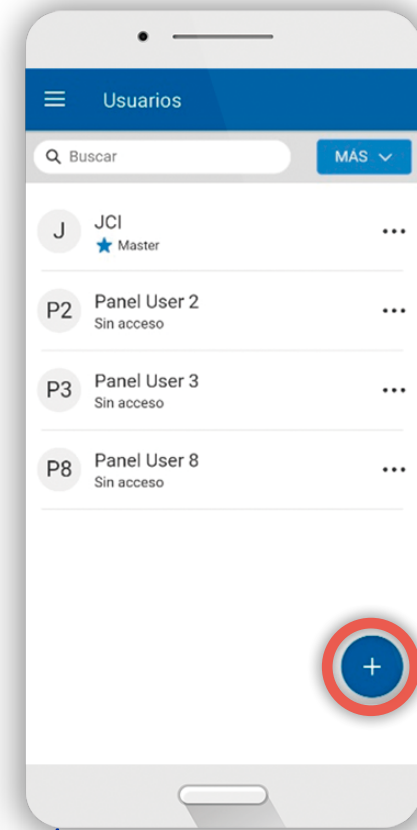 Usuarios
Buscar
MÁS
J
JCI
Master
P2
Panel User 2
Sin acceso
P3
Panel User 3
Sin acceso
P8
Panel User 8
Sin acceso
+